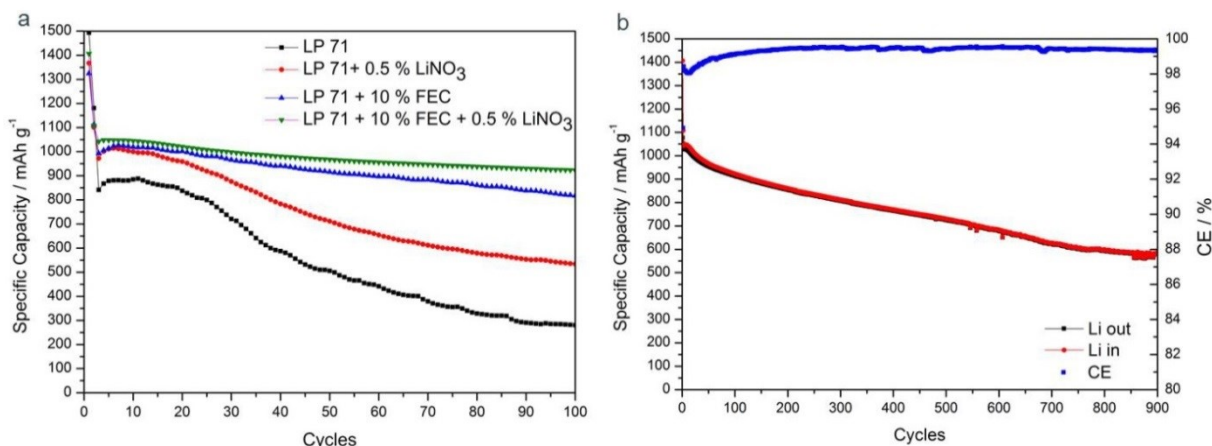 a
LP 71
LP 71+ 0.5 % LiNO₃
LP 71 + 10 % FEC
LP 71 + 10 % FEC + 0.5 % LiNO₃
Specific Capacity / mAh g⁻¹
1500
1400
1300
1200
1100
1000
900
800
700
600
500
400
300
200
100
0
0 10 20 30 40 50 60 70 80 90 100
Cycles
b
Specific Capacity / mAh g⁻¹
1500
1400
1300
1200
1100
1000
900
800
700
600
500
400
300
200
100
0
Li out
Li in
CE
100
98
96
94
92
90
88
86
84
82
80
CE / %
0 100 200 300 400 500 600 700 800 900
Cycles